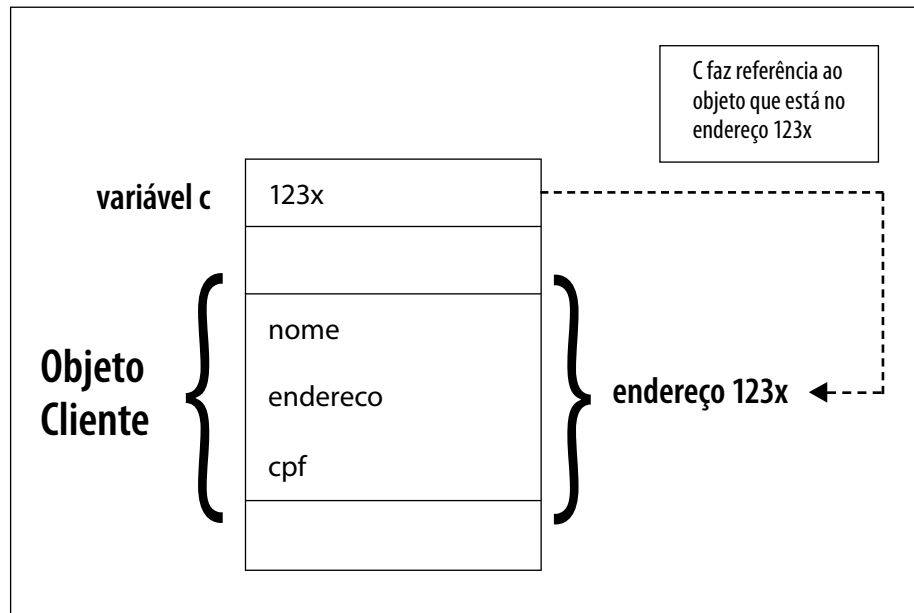 C faz referência ao
objeto que está no
endereço 123x
variável c
123x
nome
Objeto
Cliente
endereco
endereço 123x
cpf